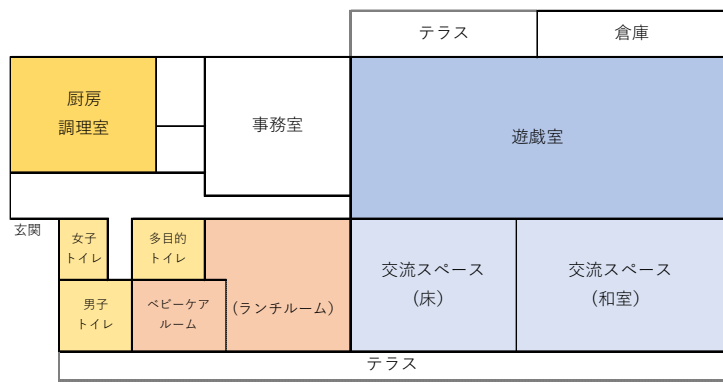 テラス
倉庫
厨房
調理室
事務室
遊戯室
玄関
女子
トイレ
多目的
トイレ
交流スペース
(床)
交流スペース
(和室)
男子
トイレ
ベビーケア
ルーム
(ランチルーム)
テラス